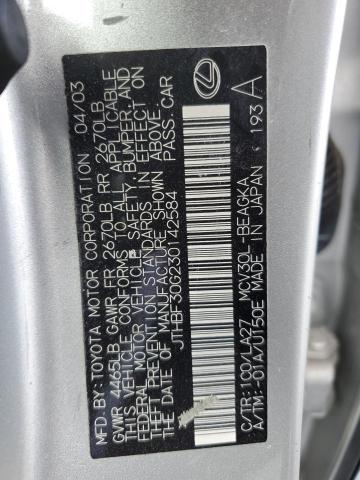 MFD BY: TOYOTA MOTOR CORPORATION 04/03
GVWR 4465LB GAWR FR 2670LB RR 2670LB
THIS VEHICLE CONFORMS TO ALL APPLICABLE
FEDERAL MOTOR VEHICLE SAFETY, BUMPER, AND
THEFT PREVENTION STANDARDS IN EFFECT ON
THE DATE OF MANUFACTURE SHOWN ABOVE.
JTHBF30G230142584 PASS. CAR
C/TR: 1C0/LA27 MCV30L-BEAGKA
A/TM: -01A/U150E MADE IN JAPAN 193 A